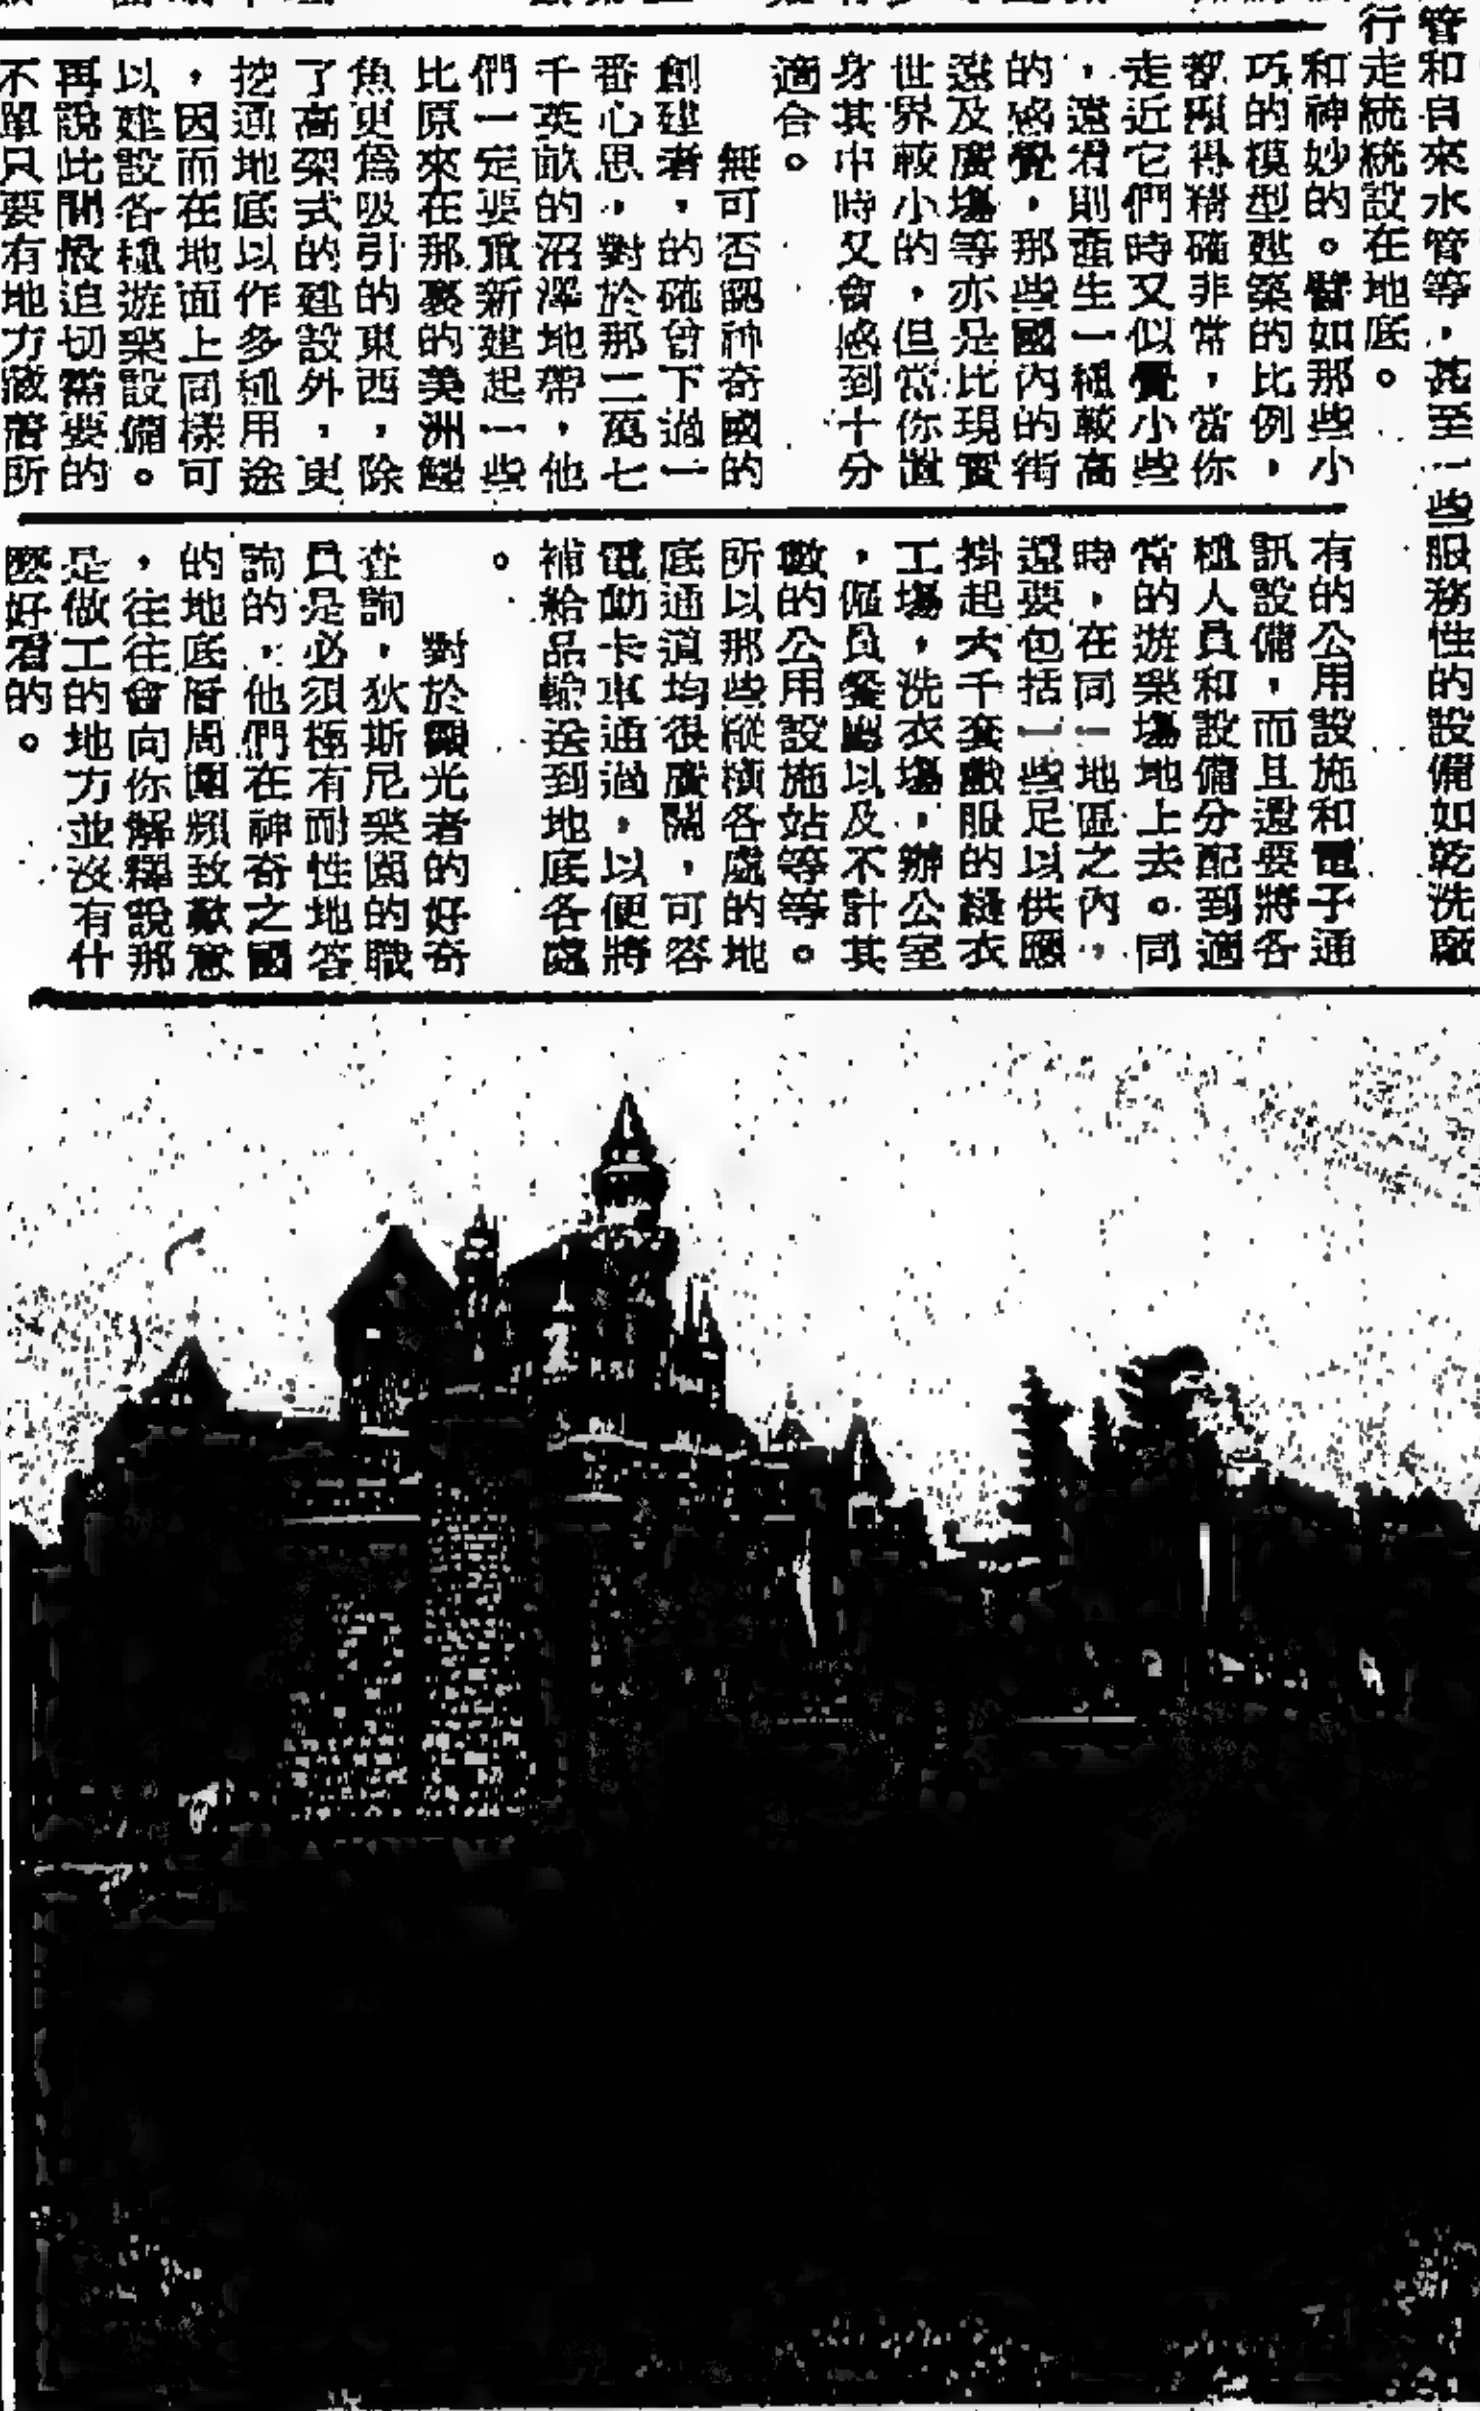 管和自來水管等，甚至一些服務性的設備如乾洗廠
行走統統設在地底。
和神妙的。譬如那些小
巧的模型建築的比例，
都很得精確非常，當你
走近它們時又似覺小些
，遠看則產生一種較高
的感覺，那些國內的街
道及廣場等亦是比現實
世界較小的，但當你置
身其中時又會感到十分
適合。
無可否認神奇國的
創建者，的確曾下過一
番心思，對於那二萬七
千英畝的沼澤地帶，他
們一定要重新建起一些
比原來在那裏的美洲鱷
魚更爲吸引的東西，除
了高架式的建設外，更
挖通地底以作多種用途
，因而在地面上同樣可
以建設各種遊樂設備。
再說此間最迫切需要的
不單只要有地方做着所
有的公用設施和電子通
訊設備，而且還要將各
種人員和設備分配到適
當的遊樂場地上去。同
時，在同一地區之內，
還要包括一些足以供應
掛起六千套戲服的縫衣
工場，洗衣場，辦公室
，僱員餐廳以及不計其
數的公用設施站等等。
所以那些縱橫各處的地
底通道均很廣闊，可容
電動卡車通過，以便將
補給品輸送到地底各處
。
對於觀光者的好奇
查詢，狄斯尼樂園的職
員是必須極有耐性地答
詢的，他們在神奇之國
的地底層周圍頻致歉意
，往往會向你解釋說那
是做工的地方並沒有什
麼好看的。